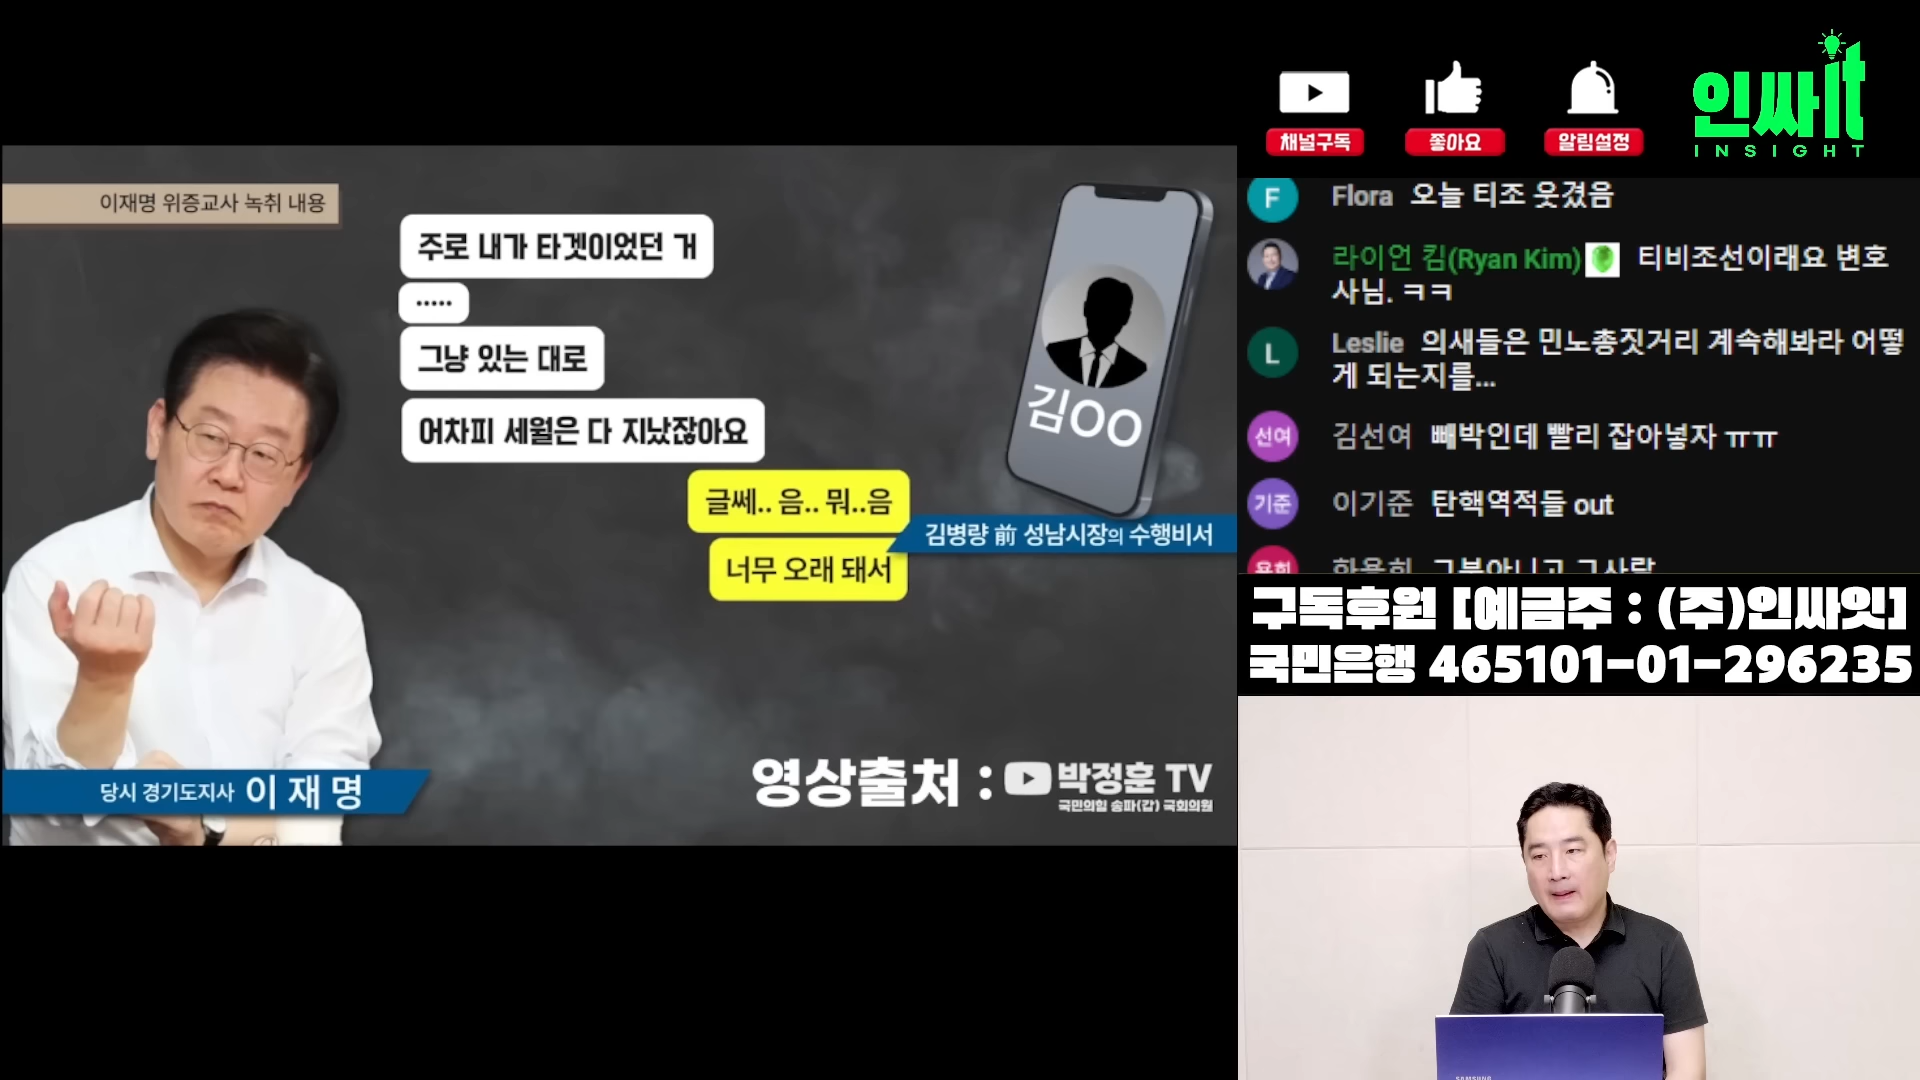 이재명 위증교사 녹취 내용
주로 내가 타겟이었던 거
.....
그냥 있는 대로
어차피 세월은 다 지났잖아요
글쎄.. 음.. 뭐..음
너무 오래 돼서
김OO
김병량 前 성남시장의 수행비서
당시 경기도지사 이재명
영상출처 : 박정훈 TV
국민의힘 송파(갑) 국회의원
채널구독
좋아요
알림설정
인싸it
INSIGHT
F Flora 오늘 티조 웃겼음
라이언 킴(Ryan Kim) 티비조선이래요 변호
사님. ㅋㅋ
L Leslie 의새들은 민노총짓거리 계속해봐라 어떻
게 되는지를...
선여 김선여 빼박인데 빨리 잡아넣자 ㅠㅠ
기준 이기준 탄핵역적들 out
구독후원 [예금주 : (주)인싸잇]
국민은행 465101-01-296235
SAMSUNG